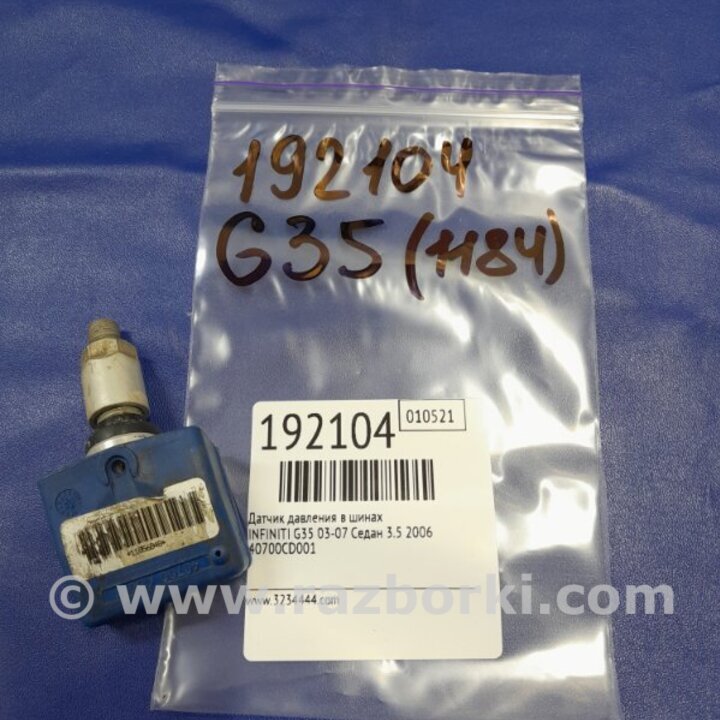 192104
G35 (1184)
192104
010521
Датчик давления в шинах
INFINITI G35 03-07 Седан 3.5 2006
40700CD001
www.3234444.com
© www.razborki.com